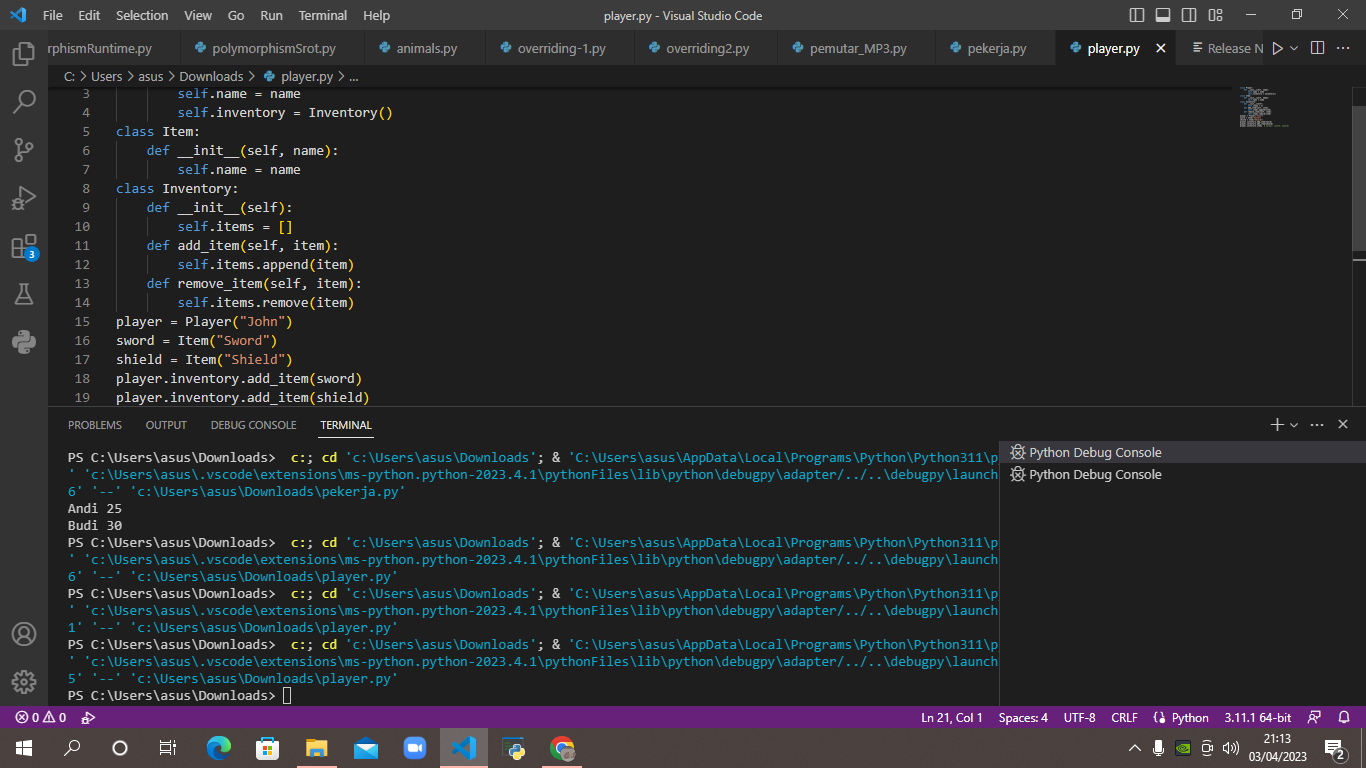 File Edit Selection View Go Run Terminal Help player.py - Visual Studio Code
rphismRuntime.py polymorphismSrot.py animals.py overriding-1.py overriding2.py pemutar_MP3.py pekerja.py player.py Release N
C: > Users > asus > Downloads > player.py > ...
3 self.name = name
4 self.inventory = Inventory()
5 class Item:
6 def __init__(self, name):
7 self.name = name
8 class Inventory:
9 def __init__(self):
10 self.items = []
11 def add_item(self, item):
12 self.items.append(item)
13 def remove_item(self, item):
14 self.items.remove(item)
15 player = Player("John")
16 sword = Item("Sword")
17 shield = Item("Shield")
18 player.inventory.add_item(sword)
19 player.inventory.add_item(shield)
3
PROBLEMS OUTPUT DEBUG CONSOLE TERMINAL
PS C:\Users\asus\Downloads> c:; cd 'c:\Users\asus\Downloads'; & 'C:\Users\asus\AppData\Local\Programs\Python\Python311\p
' 'c:\Users\asus\.vscode\extensions\ms-python.python-2023.4.1\pythonFiles\lib\python\debugpy\adapter/../..\debugpy\launch
6' '--' 'c:\Users\asus\Downloads\pekerja.py'
Andi 25
Budi 30
PS C:\Users\asus\Downloads> c:; cd 'c:\Users\asus\Downloads'; & 'C:\Users\asus\AppData\Local\Programs\Python\Python311\p
' 'c:\Users\asus\.vscode\extensions\ms-python.python-2023.4.1\pythonFiles\lib\python\debugpy\adapter/../..\debugpy\launch
6' '--' 'c:\Users\asus\Downloads\player.py'
PS C:\Users\asus\Downloads> c:; cd 'c:\Users\asus\Downloads'; & 'C:\Users\asus\AppData\Local\Programs\Python\Python311\p
' 'c:\Users\asus\.vscode\extensions\ms-python.python-2023.4.1\pythonFiles\lib\python\debugpy\adapter/../..\debugpy\launch
1' '--' 'c:\Users\asus\Downloads\player.py'
PS C:\Users\asus\Downloads> c:; cd 'c:\Users\asus\Downloads'; & 'C:\Users\asus\AppData\Local\Programs\Python\Python311\p
' 'c:\Users\asus\.vscode\extensions\ms-python.python-2023.4.1\pythonFiles\lib\python\debugpy\adapter/../..\debugpy\launch
5' '--' 'c:\Users\asus\Downloads\player.py'
PS C:\Users\asus\Downloads>
Python Debug Console
Python Debug Console
0 0 Ln 21, Col 1 Spaces: 4 UTF-8 CRLF Python 3.11.1 64-bit
21:13
03/04/2023
2